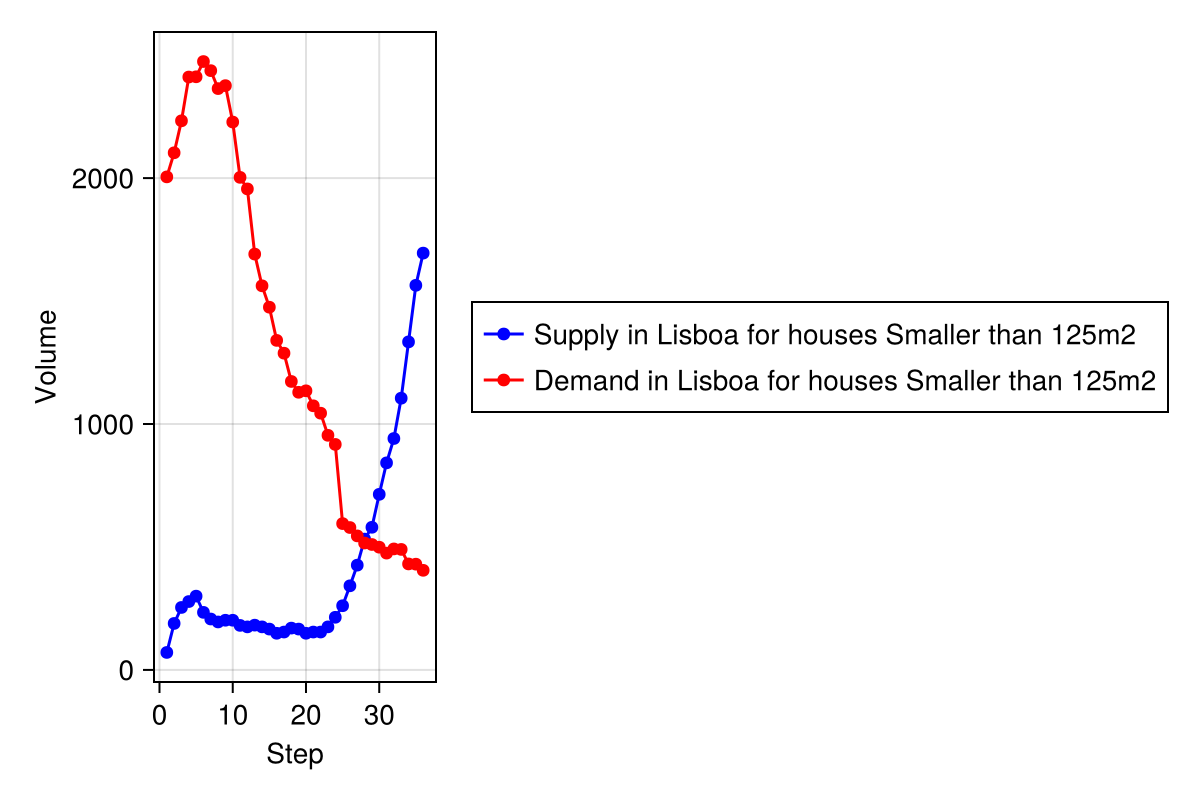 Volume
2000
1000
0
0 10 20 30
Step
Supply in Lisboa for houses Smaller than 125m2
Demand in Lisboa for houses Smaller than 125m2